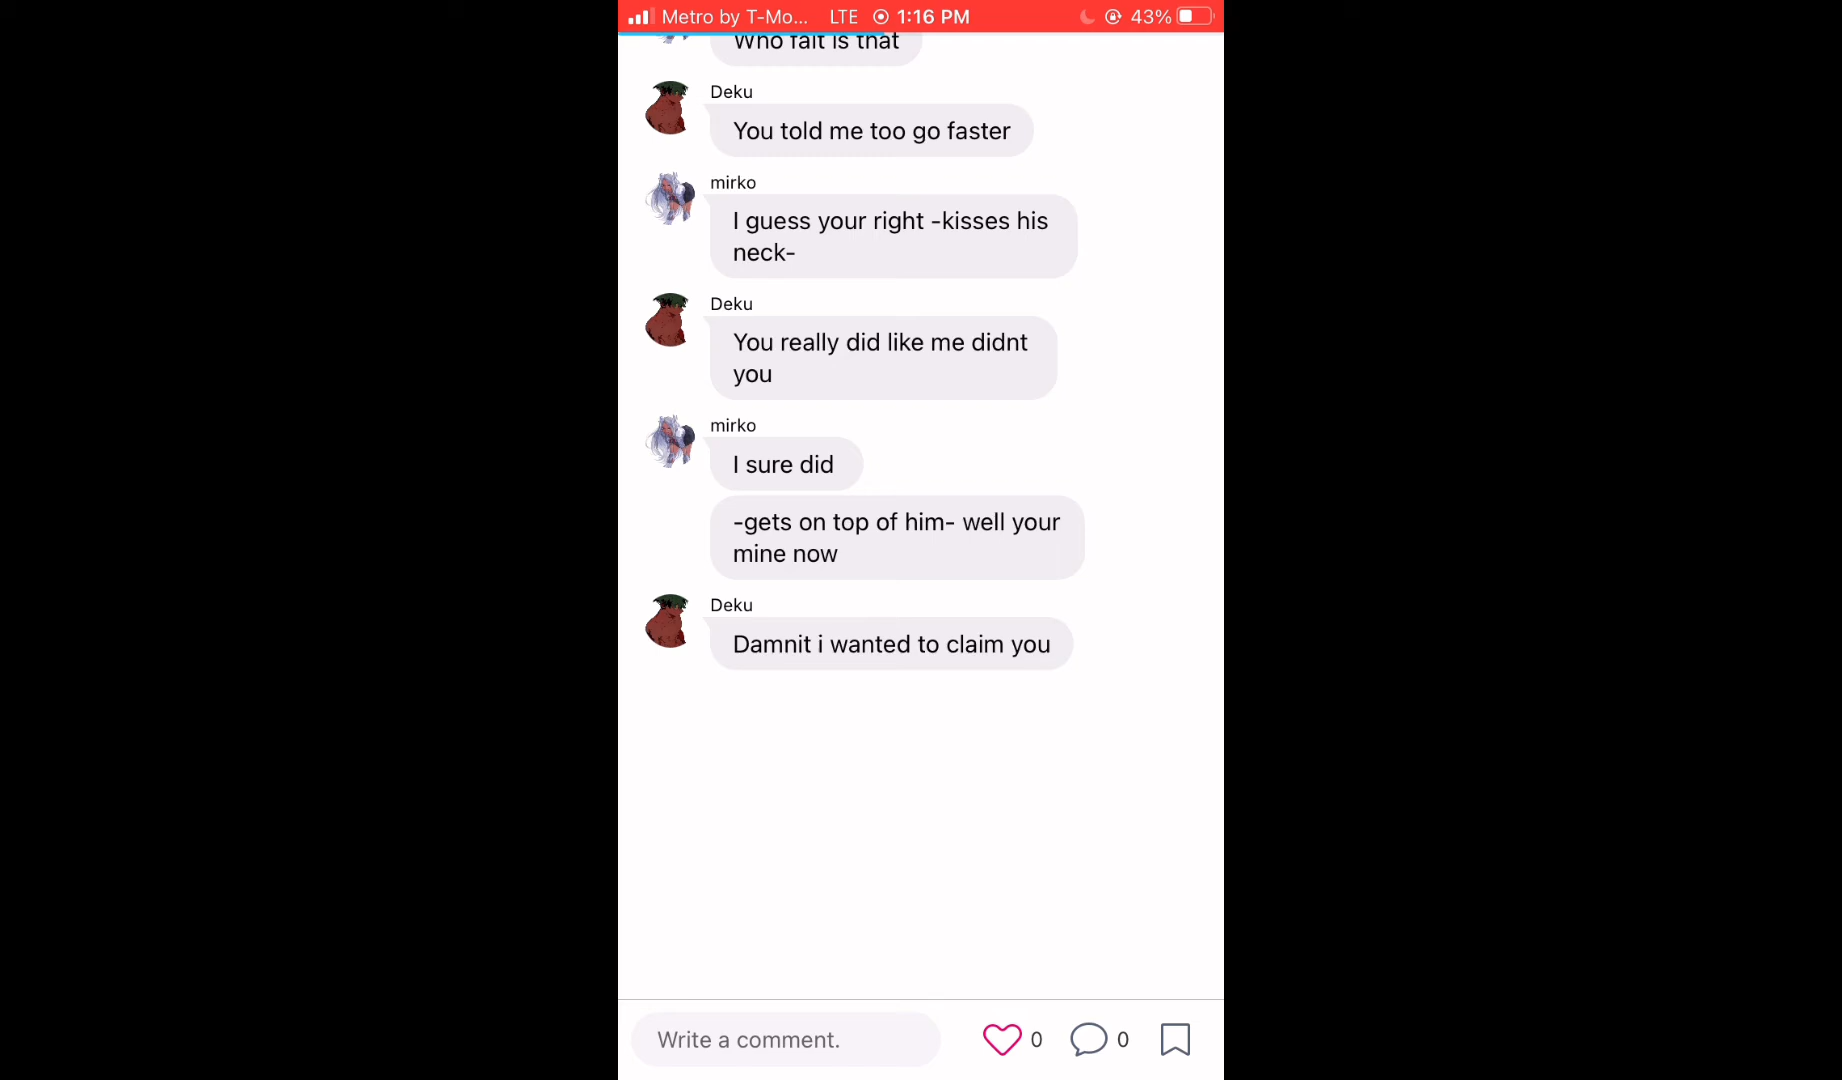 Metro by T-Mo... LTE 1:16 PM 43%
Who falt is that
Deku
You told me too go faster
mirko
I guess your right -kisses his
neck-
Deku
You really did like me didnt
you
mirko
I sure did
-gets on top of him- well your
mine now
Deku
Damnit i wanted to claim you
Write a comment. 0 0